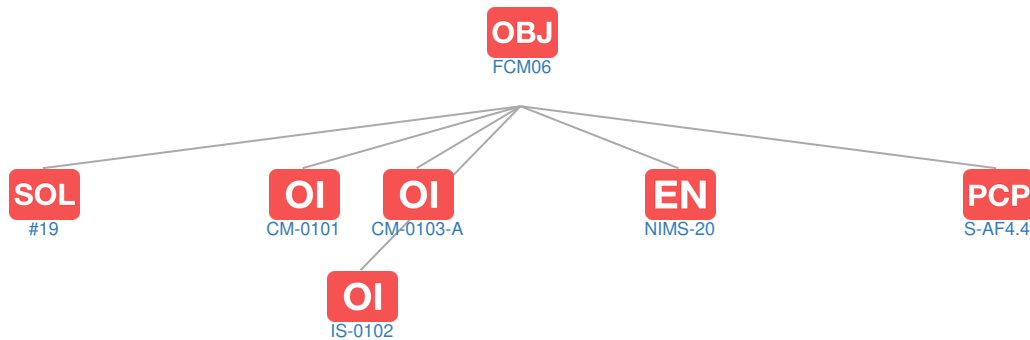 OBJ
FCM06
SOL
#19
OI
CM-0101
OI
CM-0103-A
EN
NIMS-20
PCP
S-AF4.4
OI
IS-0102